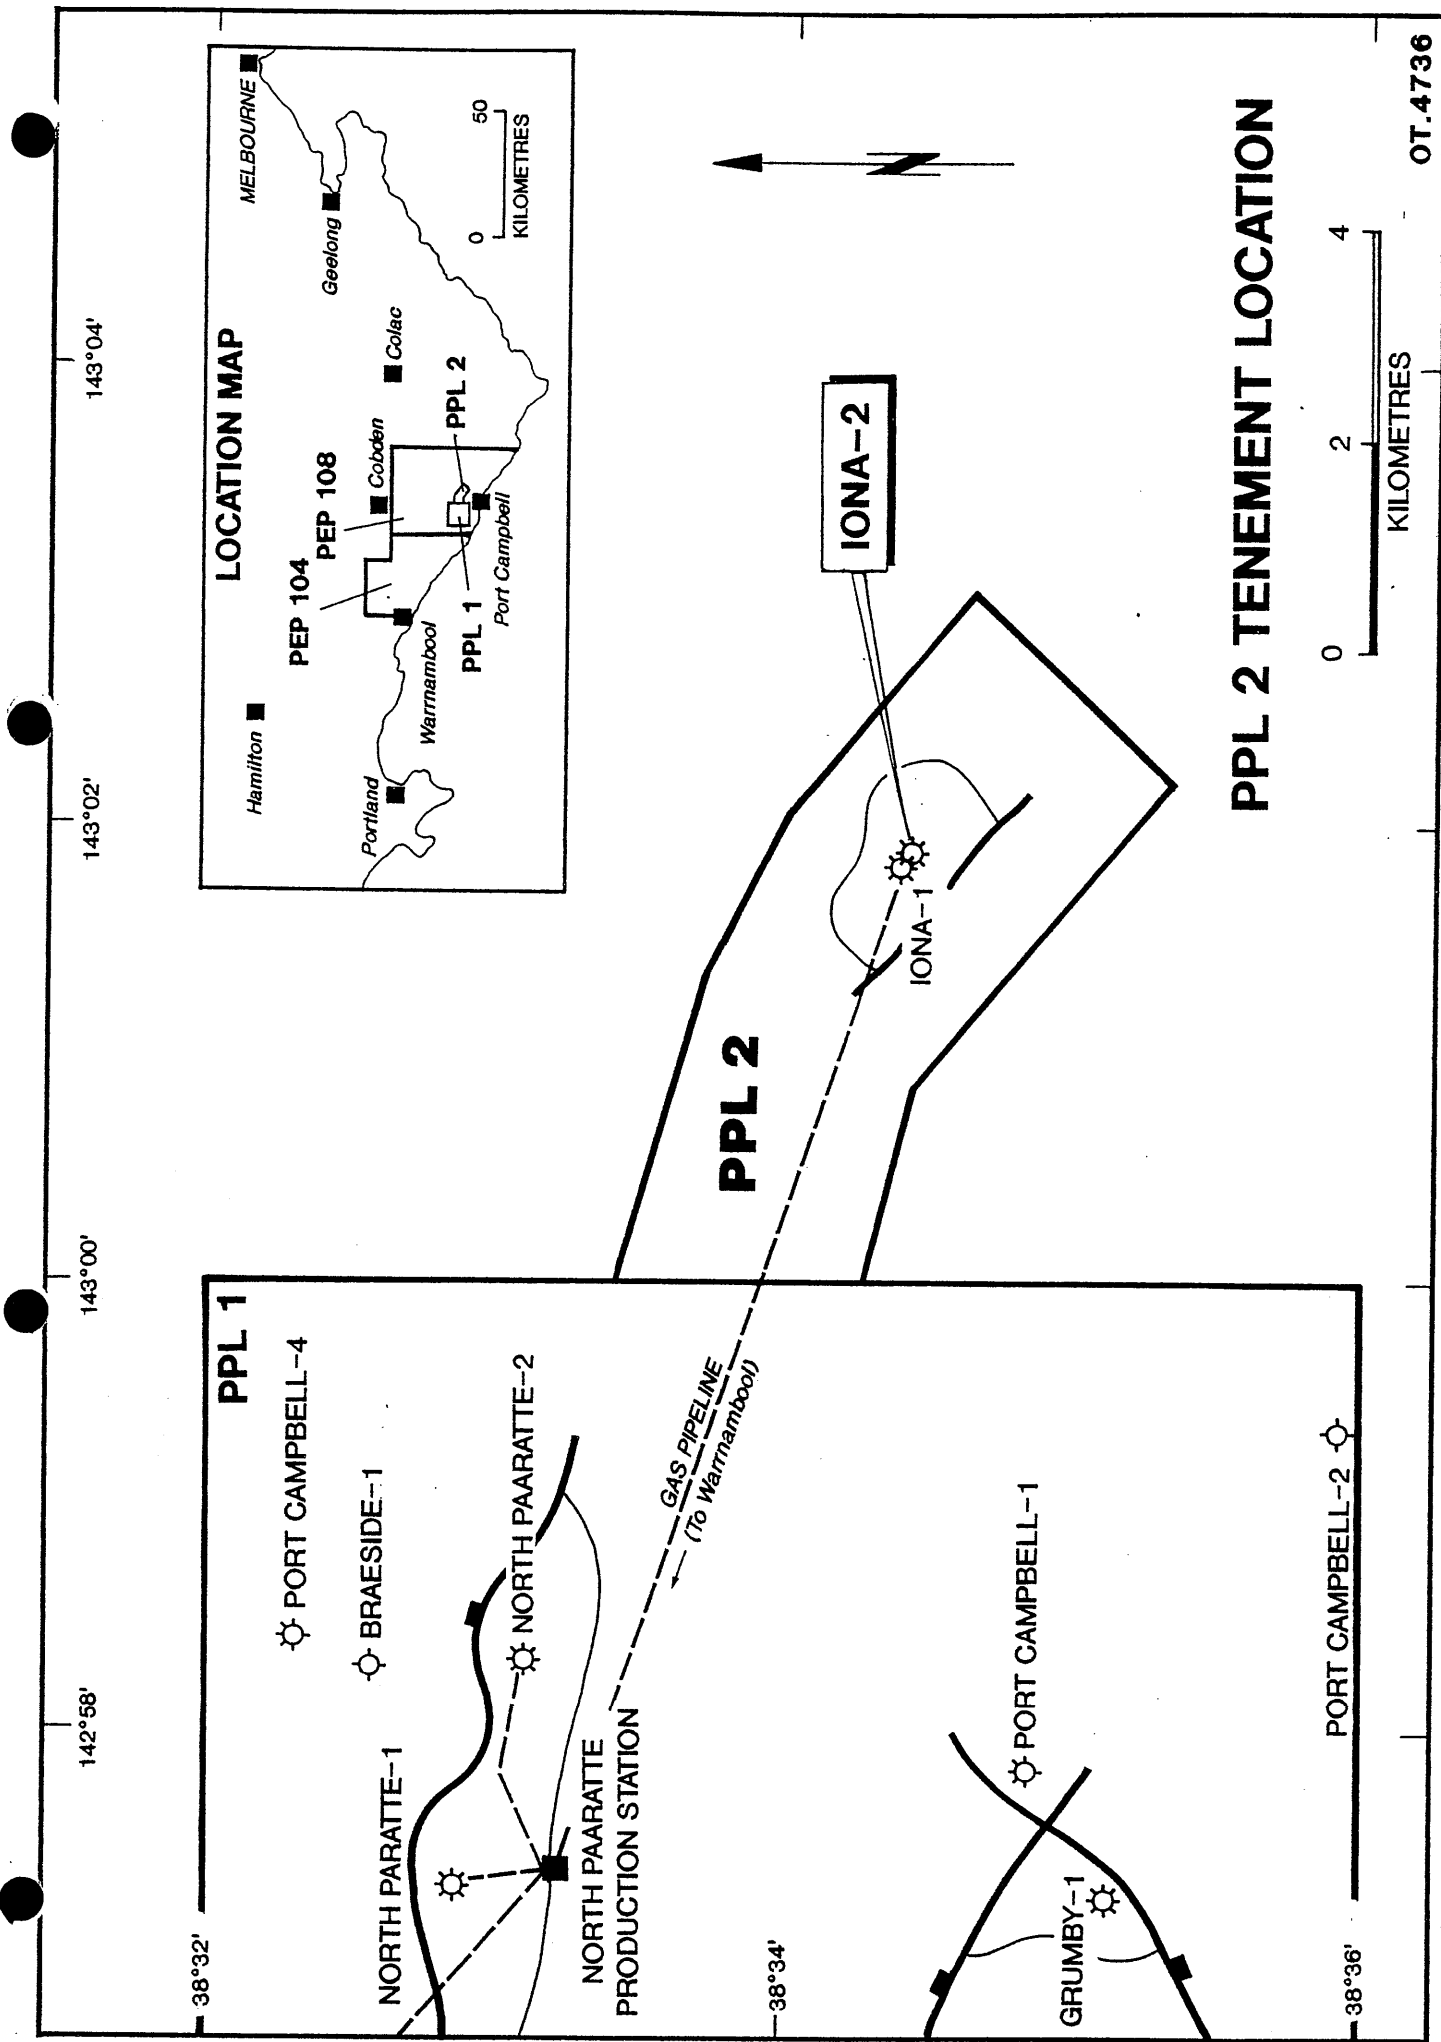 142°58'
143°00'
143°02'
143°04'
38°32'
38°34'
38°36'
LOCATION MAP
MELBOURNE
Geelong
Hamilton
Colac
Cobden
PEP 108
PEP 104
PPL 2
Portland
Warrnambool
PPL 1
Port Campbell
0 50
KILOMETRES
PPL 1
PORT CAMPBELL-4
BRAESIDE-1
NORTH PARATTE-1
NORTH PAARATTE-2
NORTH PAARATTE
PRODUCTION STATION
GAS PIPELINE
(To Warrnambool)
PPL 2
IONA-2
IONA-1
N
PORT CAMPBELL-1
GRUMBY-1
PORT CAMPBELL-2
PPL 2 TENEMENT LOCATION
0 2 4
KILOMETRES
OT.4736